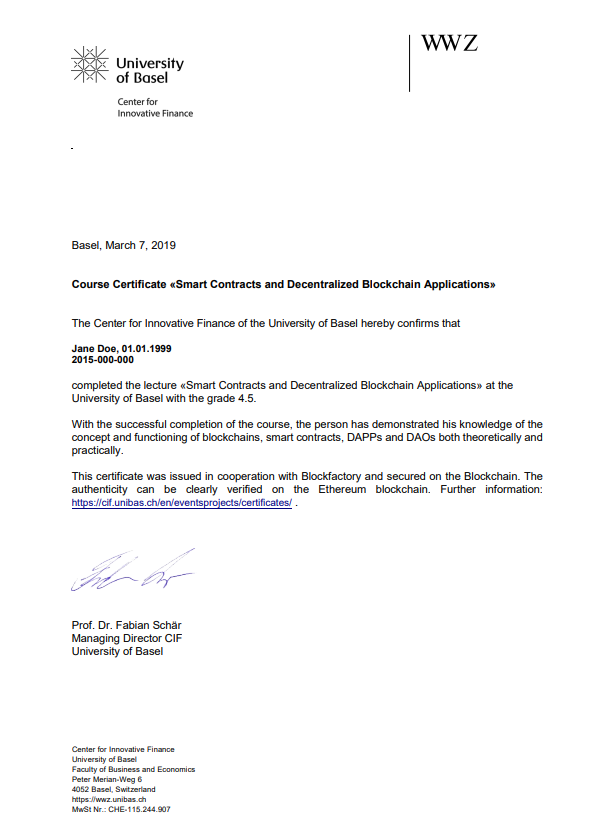 University
of Basel
Center for
Innovative Finance
WWZ
.
Basel, March 7, 2019
Course Certificate «Smart Contracts and Decentralized Blockchain Applications»
The Center for Innovative Finance of the University of Basel hereby confirms that
Jane Doe, 01.01.1999
2015-000-000
completed the lecture «Smart Contracts and Decentralized Blockchain Applications» at the
University of Basel with the grade 4.5.
With the successful completion of the course, the person has demonstrated his knowledge of the
concept and functioning of blockchains, smart contracts, DAPPs and DAOs both theoretically and
practically.
This certificate was issued in cooperation with Blockfactory and secured on the Blockchain. The
authenticity can be clearly verified on the Ethereum blockchain. Further information:
https://cif.unibas.ch/en/eventsprojects/certificates/ .
Prof. Dr. Fabian Schär
Managing Director CIF
University of Basel
Center for Innovative Finance
University of Basel
Faculty of Business and Economics
Peter Merian-Weg 6
4052 Basel, Switzerland
https://wwz.unibas.ch
MwSt Nr.: CHE-115.244.907